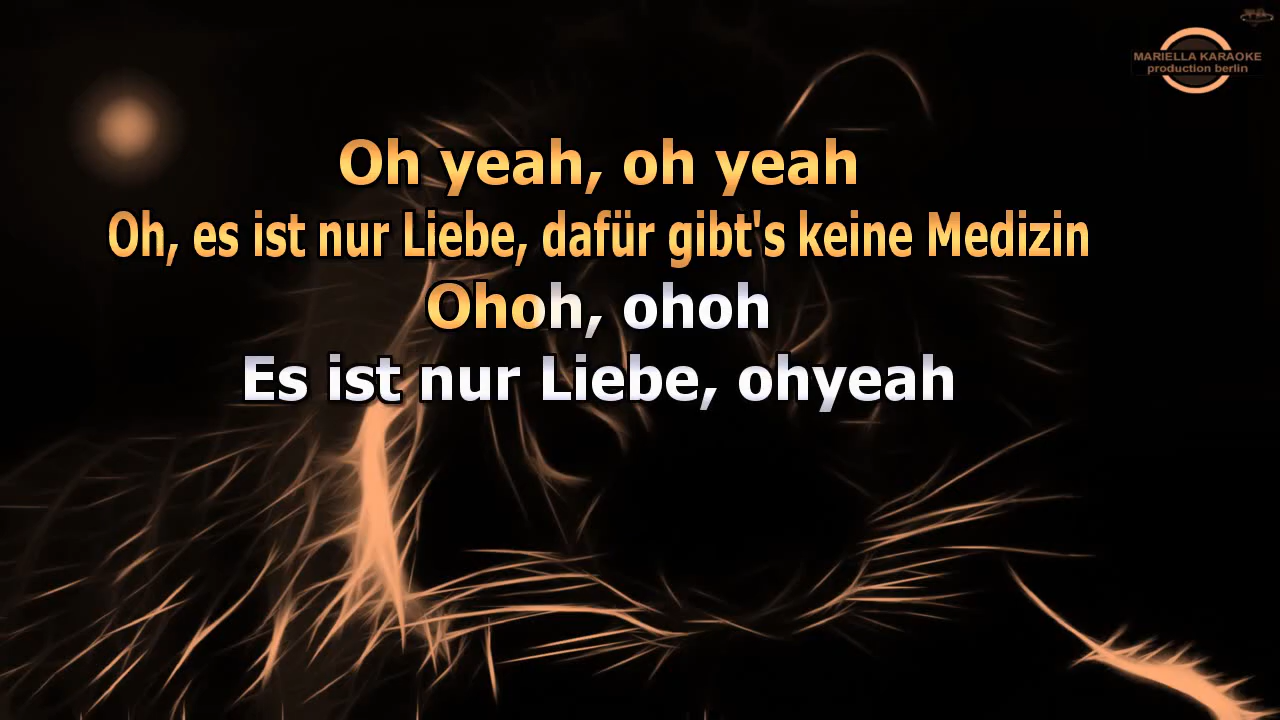 MARIELLA KARAOKE
production berlin
Oh yeah, oh yeah
Oh, es ist nur Liebe, dafür gibt's keine Medizin
Ohoh, ohoh
Es ist nur Liebe, ohyeah